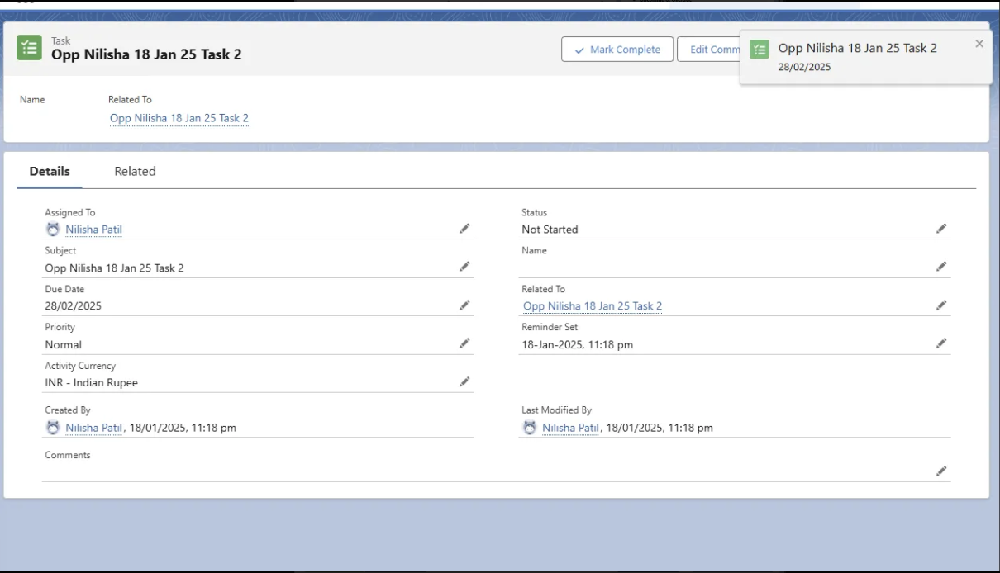 Task
Opp Nilisha 18 Jan 25 Task 2
Mark Complete
Edit Comm
Opp Nilisha 18 Jan 25 Task 2
28/02/2025
Name
Related To
Opp Nilisha 18 Jan 25 Task 2
Details
Related
Assigned To
Nilisha Patil
Status
Not Started
Subject
Opp Nilisha 18 Jan 25 Task 2
Name
Due Date
28/02/2025
Related To
Opp Nilisha 18 Jan 25 Task 2
Priority
Normal
Reminder Set
18-Jan-2025, 11:18 pm
Activity Currency
INR - Indian Rupee
Created By
Nilisha Patil, 18/01/2025, 11:18 pm
Last Modified By
Nilisha Patil, 18/01/2025, 11:18 pm
Comments